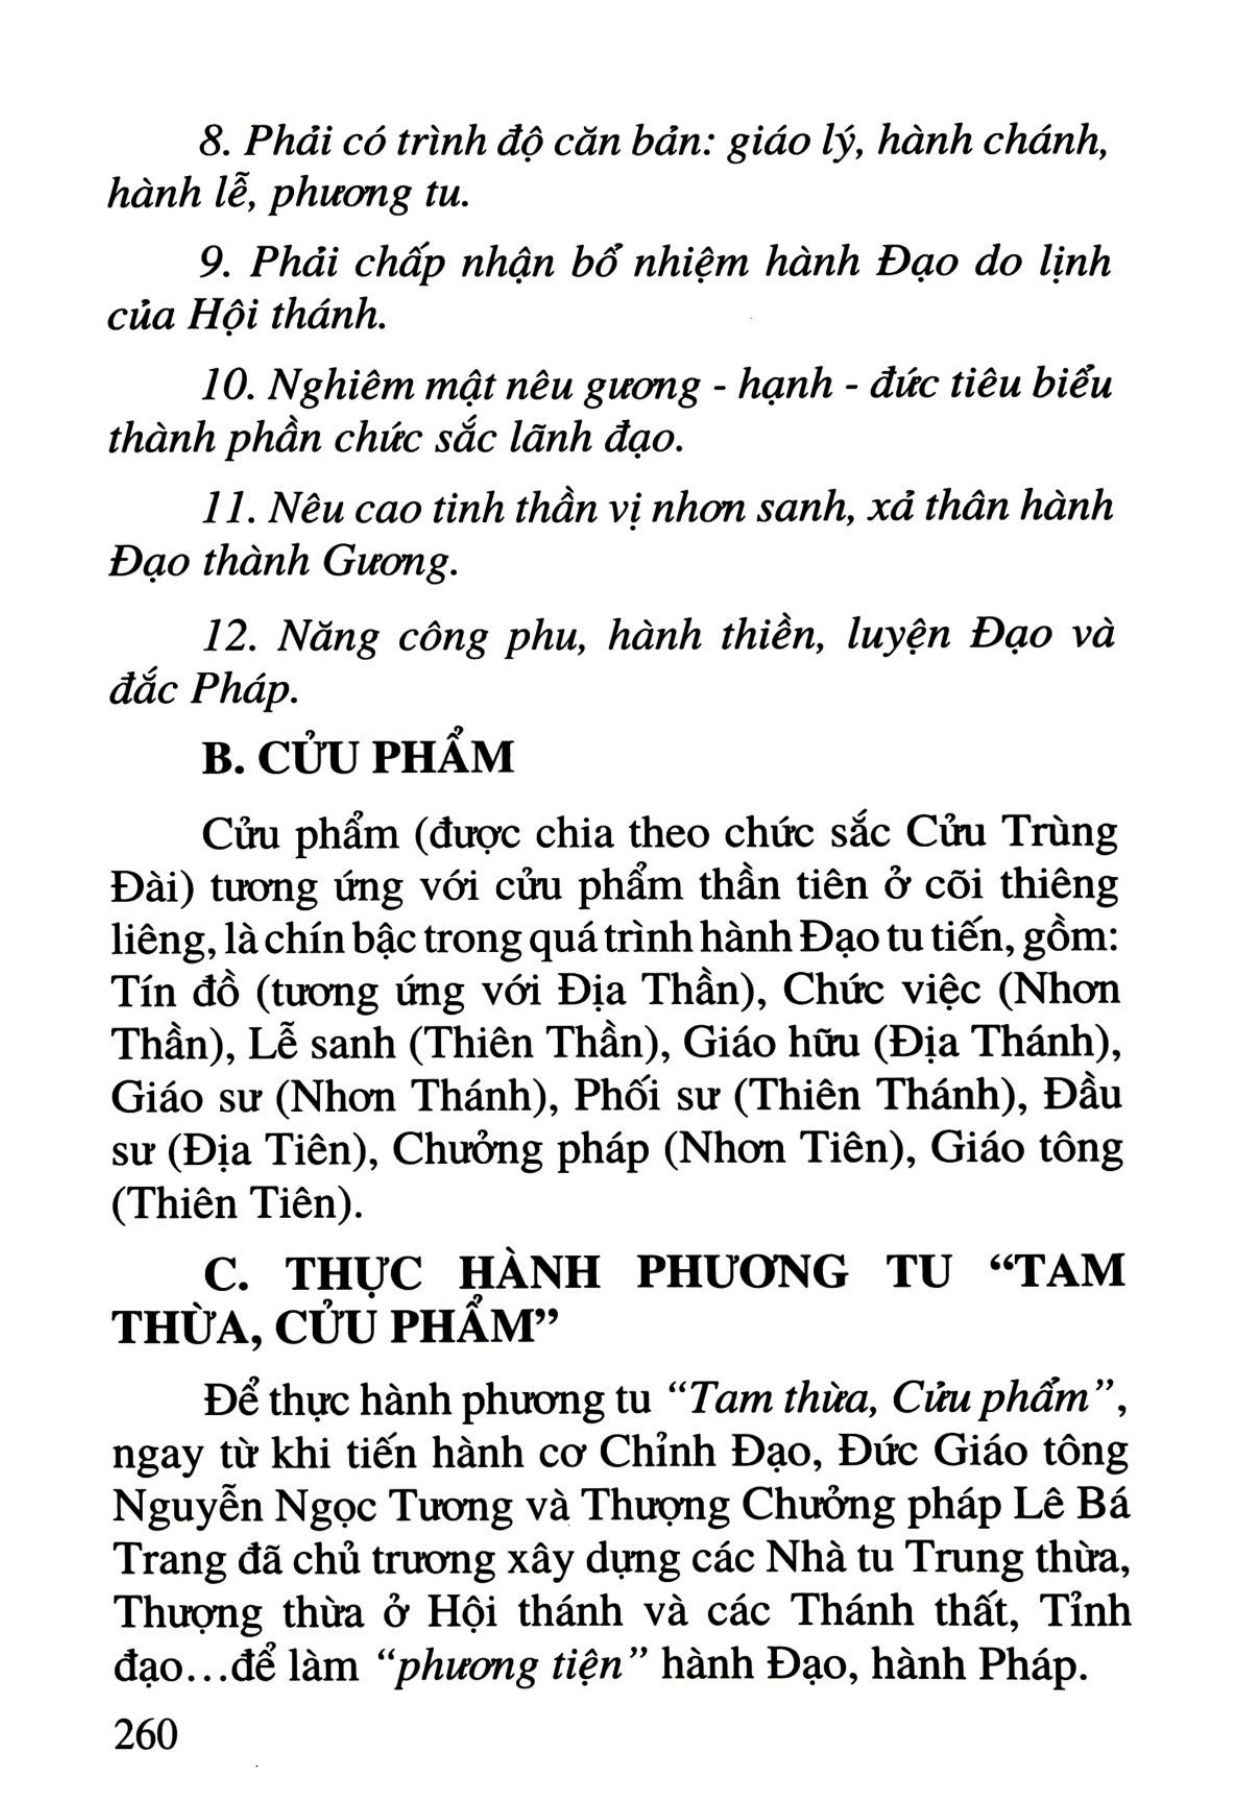 8. Phải có trình độ căn bản: giáo lý, hành chánh,
hành lễ, phương tu.
9. Phải chấp nhận bổ nhiệm hành Đạo do lịnh
của Hội thánh.
10. Nghiêm mật nêu gương - hạnh - đức tiêu biểu
thành phần chức sắc lãnh đạo.
11. Nêu cao tinh thần vị nhơn sanh, xả thân hành
Đạo thành Gương.
12. Năng công phu, hành thiền, luyện Đạo và
đắc Pháp.
B. CỬU PHẨM
Cửu phẩm (được chia theo chức sắc Cửu Trùng
Đài) tương ứng với cửu phẩm thần tiên ở cõi thiêng
liêng, là chín bậc trong quá trình hành Đạo tu tiến, gồm:
Tín đồ (tương ứng với Địa Thần), Chức việc (Nhơn
Thần), Lễ sanh (Thiên Thần), Giáo hữu (Địa Thánh),
Giáo sư (Nhơn Thánh), Phối sư (Thiên Thánh), Đầu
sư (Địa Tiên), Chưởng pháp (Nhơn Tiên), Giáo tông
(Thiên Tiên).
C. THỰC HÀNH PHƯƠNG TU “TAM
THỪA, CỬU PHẨM”
Để thực hành phương tu “Tam thừa, Cửu phẩm”,
ngay từ khi tiến hành cơ Chỉnh Đạo, Đức Giáo tông
Nguyễn Ngọc Tương và Thượng Chưởng pháp Lê Bá
Trang đã chủ trương xây dựng các Nhà tu Trung thừa,
Thượng thừa ở Hội thánh và các Thánh thất, Tỉnh
đạo...để làm “phương tiện” hành Đạo, hành Pháp.
260